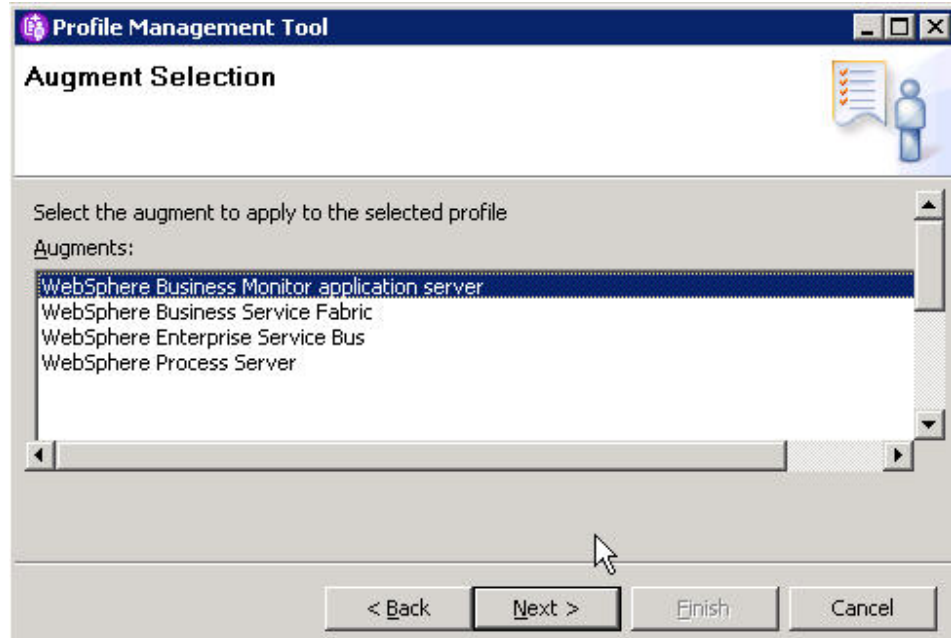 Profile Management Tool
Augment Selection
Select the augment to apply to the selected profile
Augments:
WebSphere Business Monitor application server
WebSphere Business Service Fabric
WebSphere Enterprise Service Bus
WebSphere Process Server
< Back Next > Finish Cancel